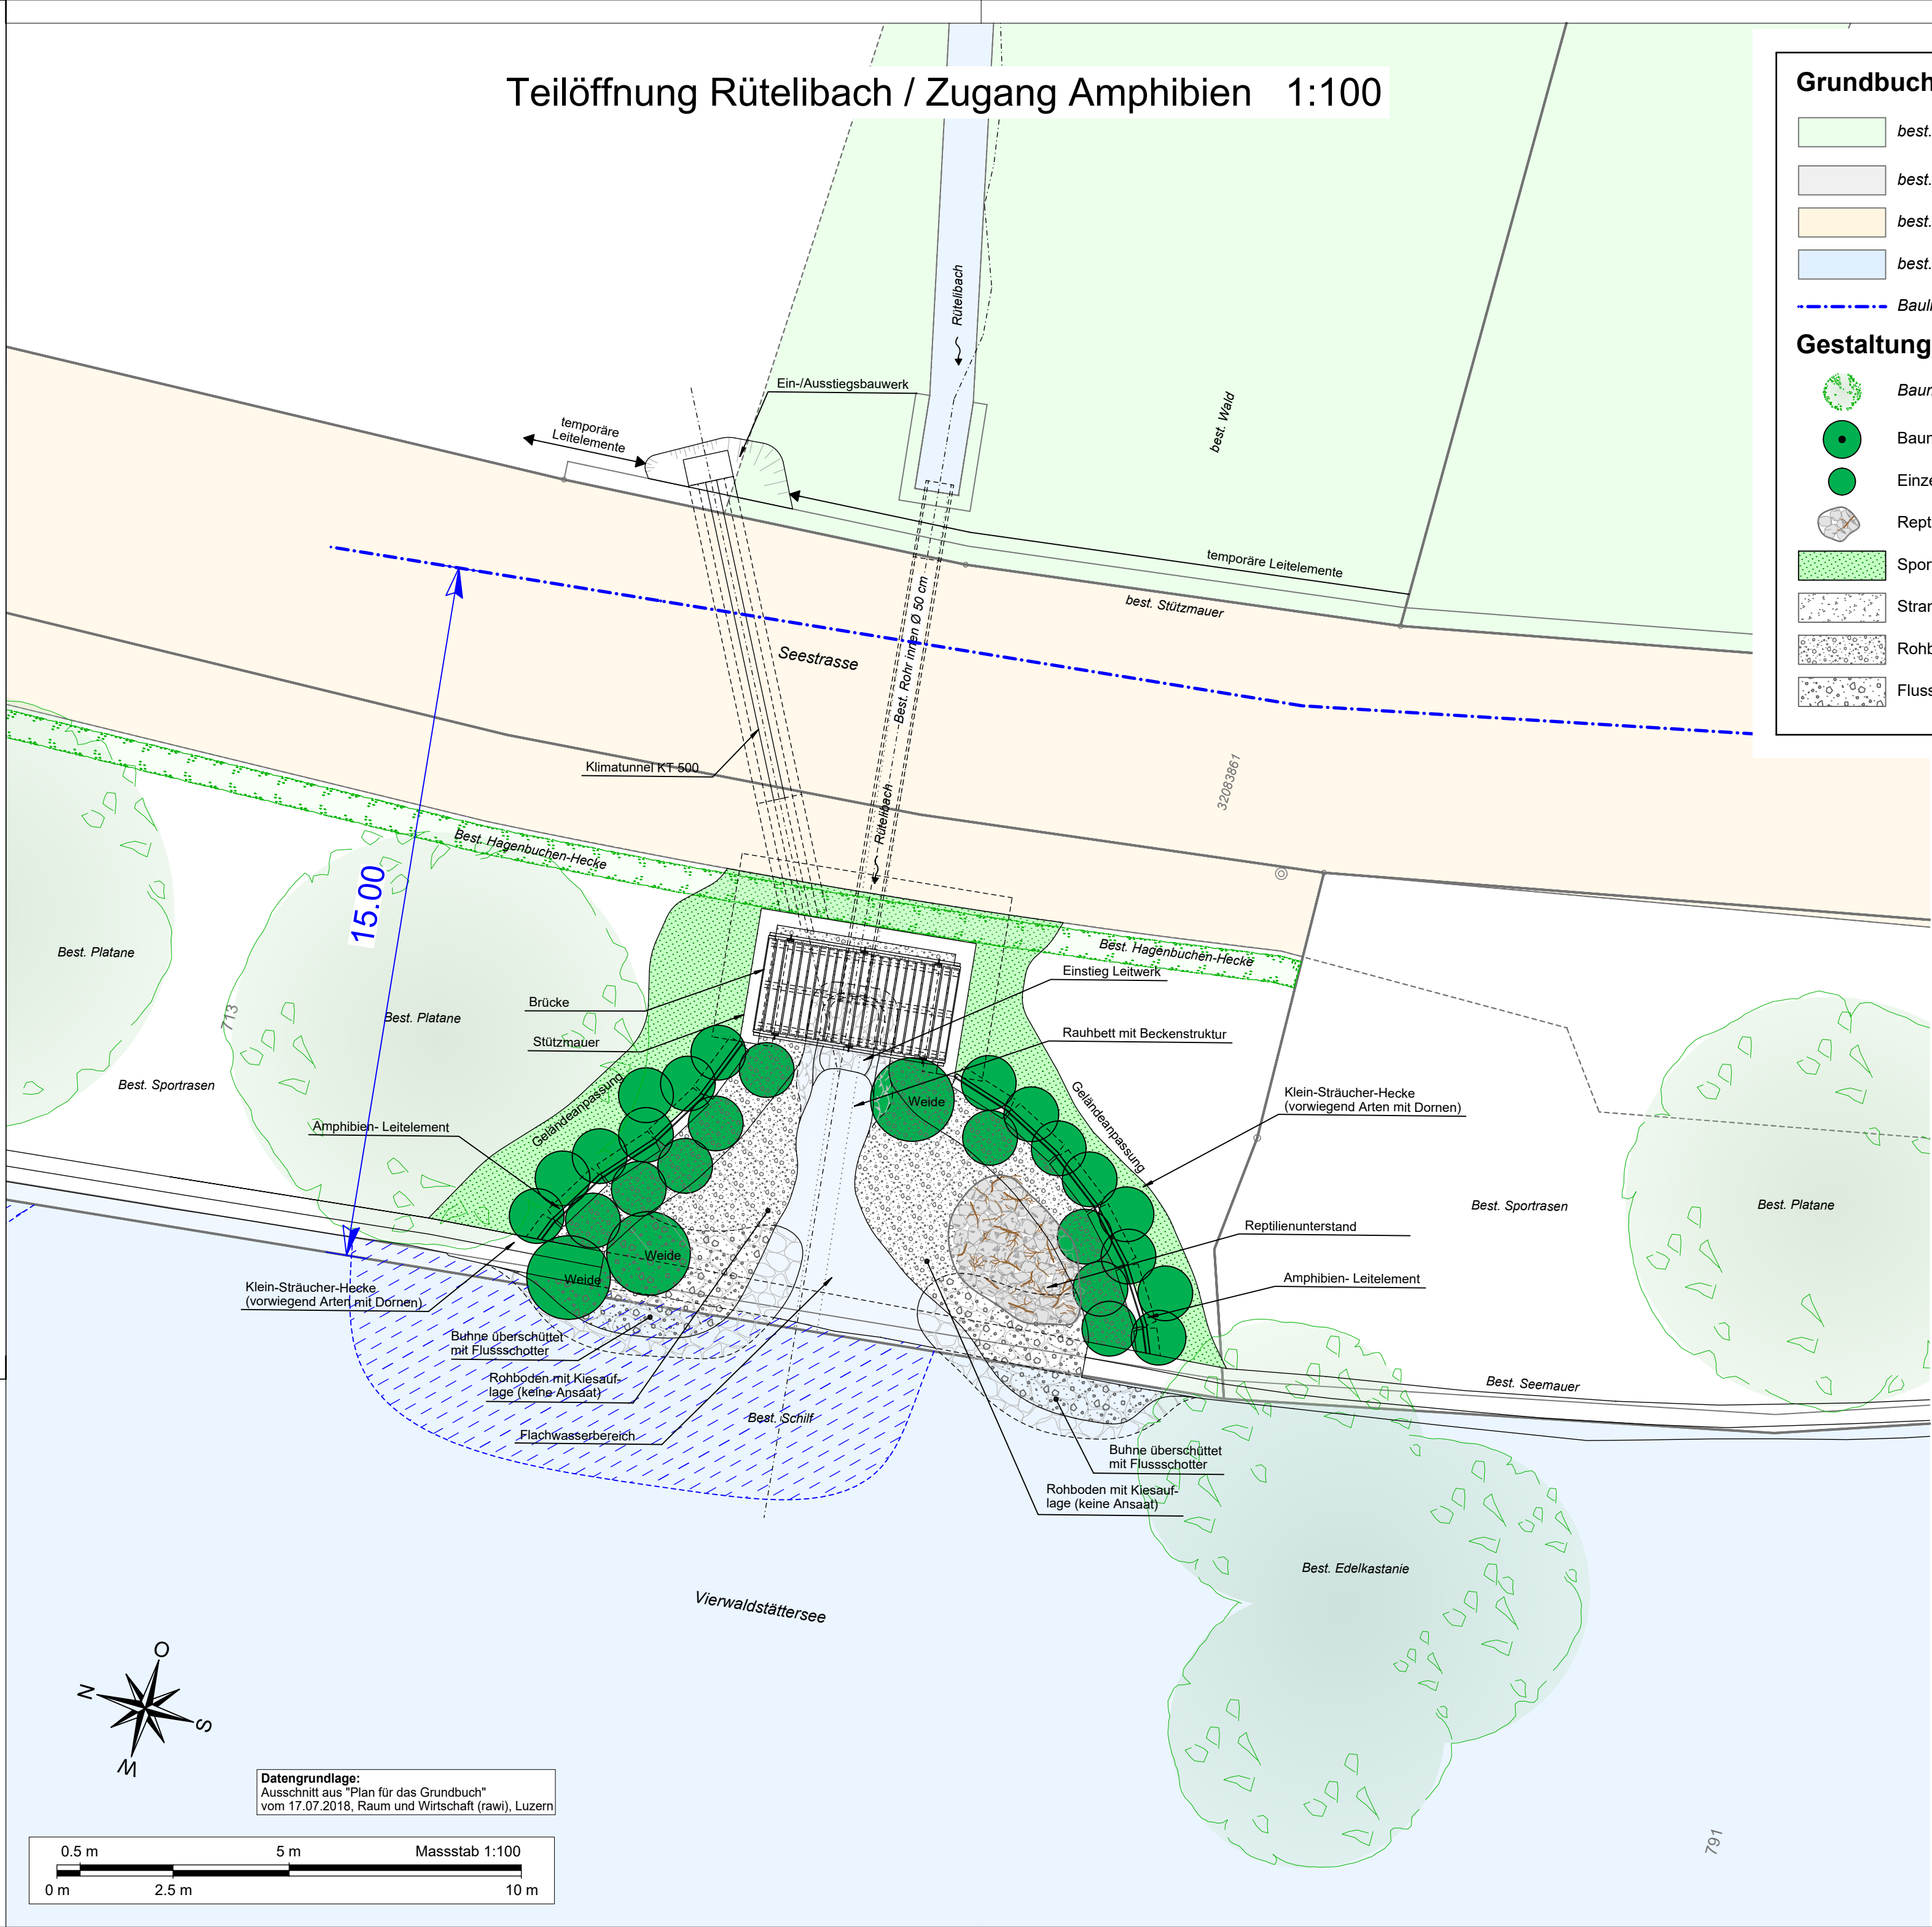 Teilöffnung Rütelibach / Zugang Amphibien 1:100
Grundbuch
best.
best.
best.
best.
Gestaltung
Rütelibach
Ein-/Ausstiegsbauwerk
temporäre
Leitelemente
best. Wald
temporäre Leitelemente
best. Stützmauer
Best. Rohr innen Ø 50 cm
Seestrasse
Klimatunnel KT 500
Rütelibach
32083861
Best. Hagenbuchen-Hecke
15.00
Best. Platane
Best. Platane
713
Best. Sportrasen
Best. Hagenbuchen-Hecke
Einstieg Leitwerk
Brücke
Stützmauer
Rauhbett mit Beckenstruktur
Weide
Geländeanpassung
Geländeanpassung
Klein-Sträucher-Hecke
(vorwiegend Arten mit Dornen)
Amphibien- Leitelement
Best. Sportrasen
Best. Platane
Reptilienunterstand
Weide
Weide
Amphibien- Leitelement
Klein-Sträucher-Hecke
(vorwiegend Arten mit Dornen)
Buhne überschüttet
mit Flussschotter
Rohboden mit Kiesauf-
lage (keine Ansaat)
Best. Schilf
Flachwasserbereich
Best. Seemauer
Buhne überschüttet
mit Flussschotter
Rohboden mit Kiesauf-
lage (keine Ansaat)
Best. Edelkastanie
Vierwaldstättersee
O
N
S
W
Datengrundlage:
Ausschnitt aus "Plan für das Grundbuch"
vom 17.07.2018, Raum und Wirtschaft (rawi), Luzern
0.5 m 5 m Massstab 1:100
0 m 2.5 m 10 m
791